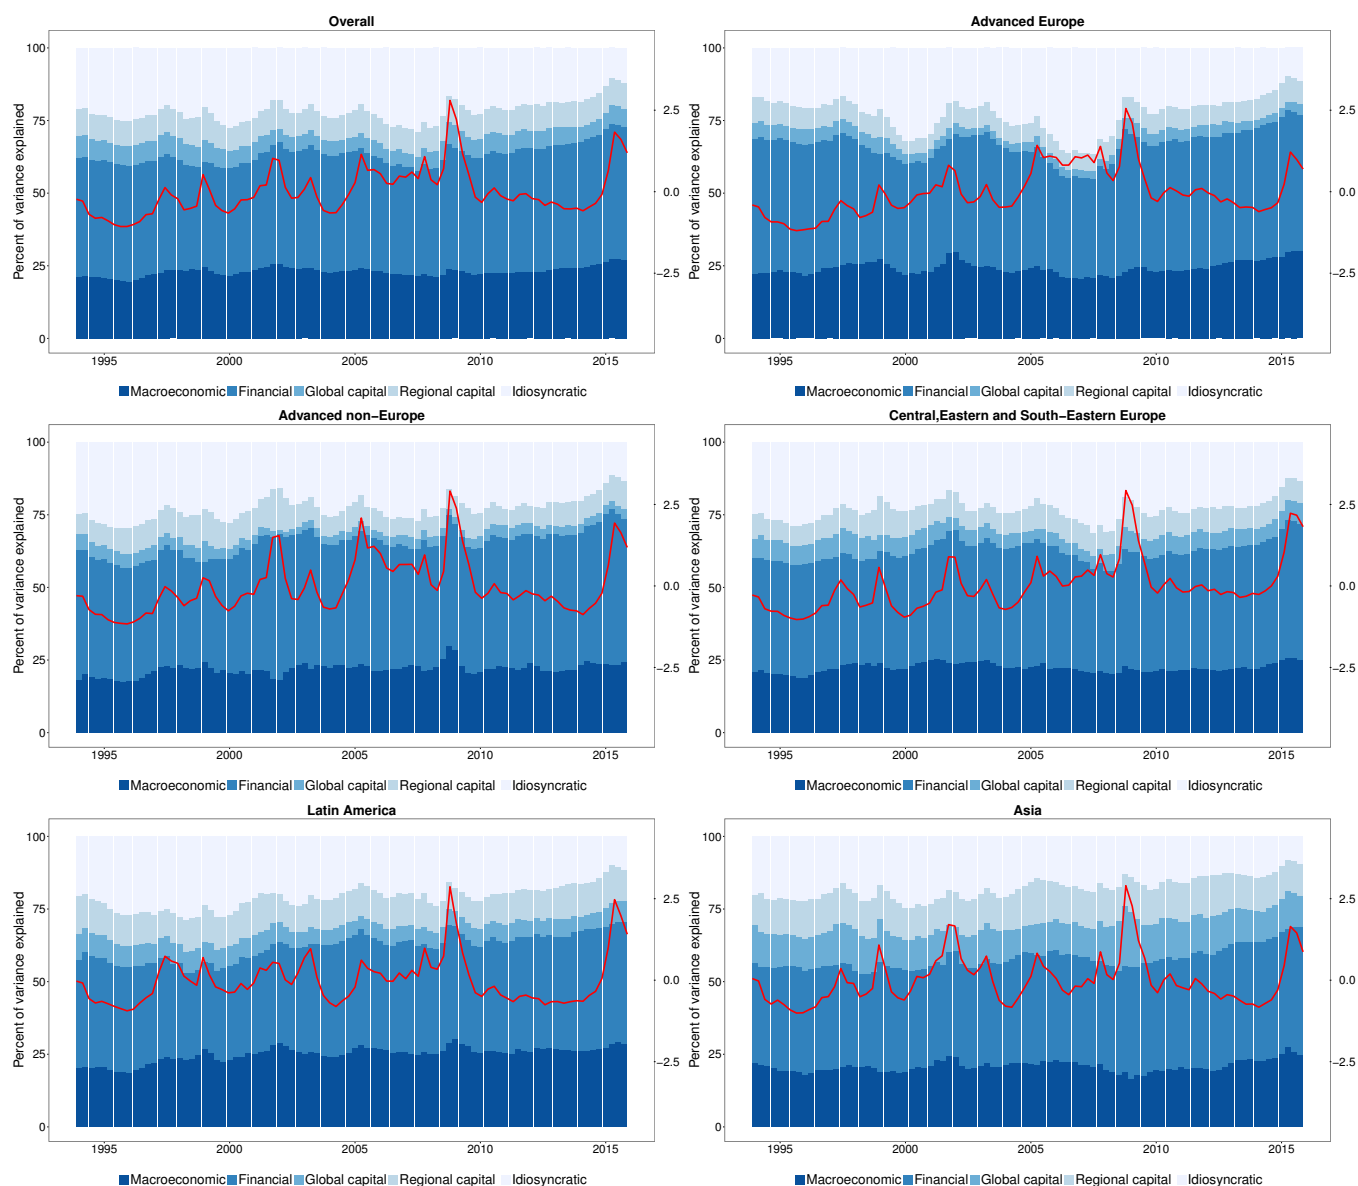 Overall
Percent of variance explained
100
75
50
25
0
2.5
0.0
−2.5
1995 2000 2005 2010 2015
Macroeconomic Financial Global capital Regional capital Idiosyncratic
Advanced Europe
Percent of variance explained
100
75
50
25
0
2.5
0.0
−2.5
1995 2000 2005 2010 2015
Macroeconomic Financial Global capital Regional capital Idiosyncratic
Advanced non−Europe
Percent of variance explained
100
75
50
25
0
2.5
0.0
−2.5
1995 2000 2005 2010 2015
Macroeconomic Financial Global capital Regional capital Idiosyncratic
Central,Eastern and South−Eastern Europe
Percent of variance explained
100
75
50
25
0
2.5
0.0
−2.5
1995 2000 2005 2010 2015
Macroeconomic Financial Global capital Regional capital Idiosyncratic
Latin America
Percent of variance explained
100
75
50
25
0
2.5
0.0
−2.5
1995 2000 2005 2010 2015
Macroeconomic Financial Global capital Regional capital Idiosyncratic
Asia
Percent of variance explained
100
75
50
25
0
2.5
0.0
−2.5
1995 2000 2005 2010 2015
Macroeconomic Financial Global capital Regional capital Idiosyncratic